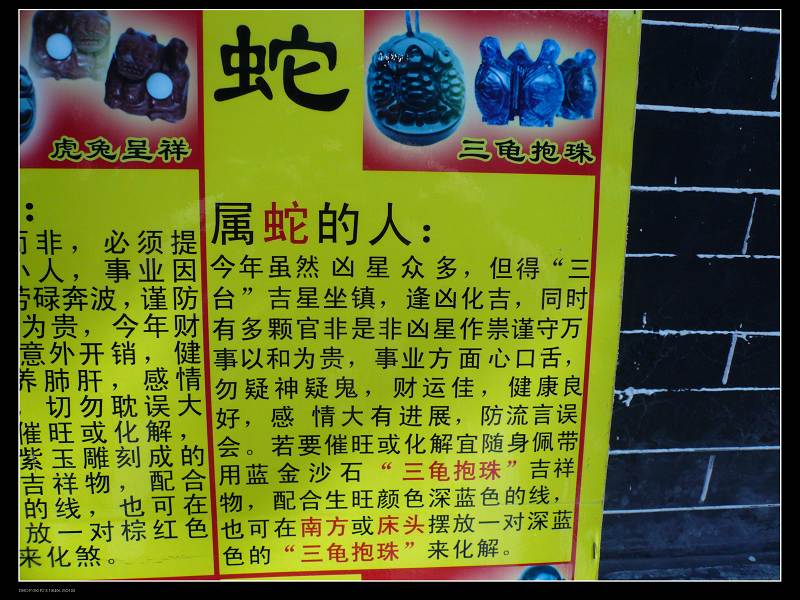 虎兔呈祥
:
而非，必须提
小人，事业因
劳碌奔波，谨防
为贵，今年财
意外开销，健
养肺肝，感情
，切勿耽误大
催旺或化解，
紫玉雕刻成的
吉祥物，配合
的线，也可在
放一对棕红色
来化煞。
蛇
三龟抱珠
属蛇的人:
今年虽然凶星众多，但得“三
台”吉星坐镇，逢凶化吉，同时
有多颗官非是非凶星作祟谨守万
事以和为贵，事业方面心口舌，
勿疑神疑鬼，财运佳，健康良
好，感 情大有进展，防流言误
会。若要催旺或化解宜随身佩带
用蓝金沙石“三龟抱珠”吉祥
物，配合生旺颜色深蓝色的线，
也可在南方或床头摆放一对深蓝
色的“三龟抱珠”来化解。